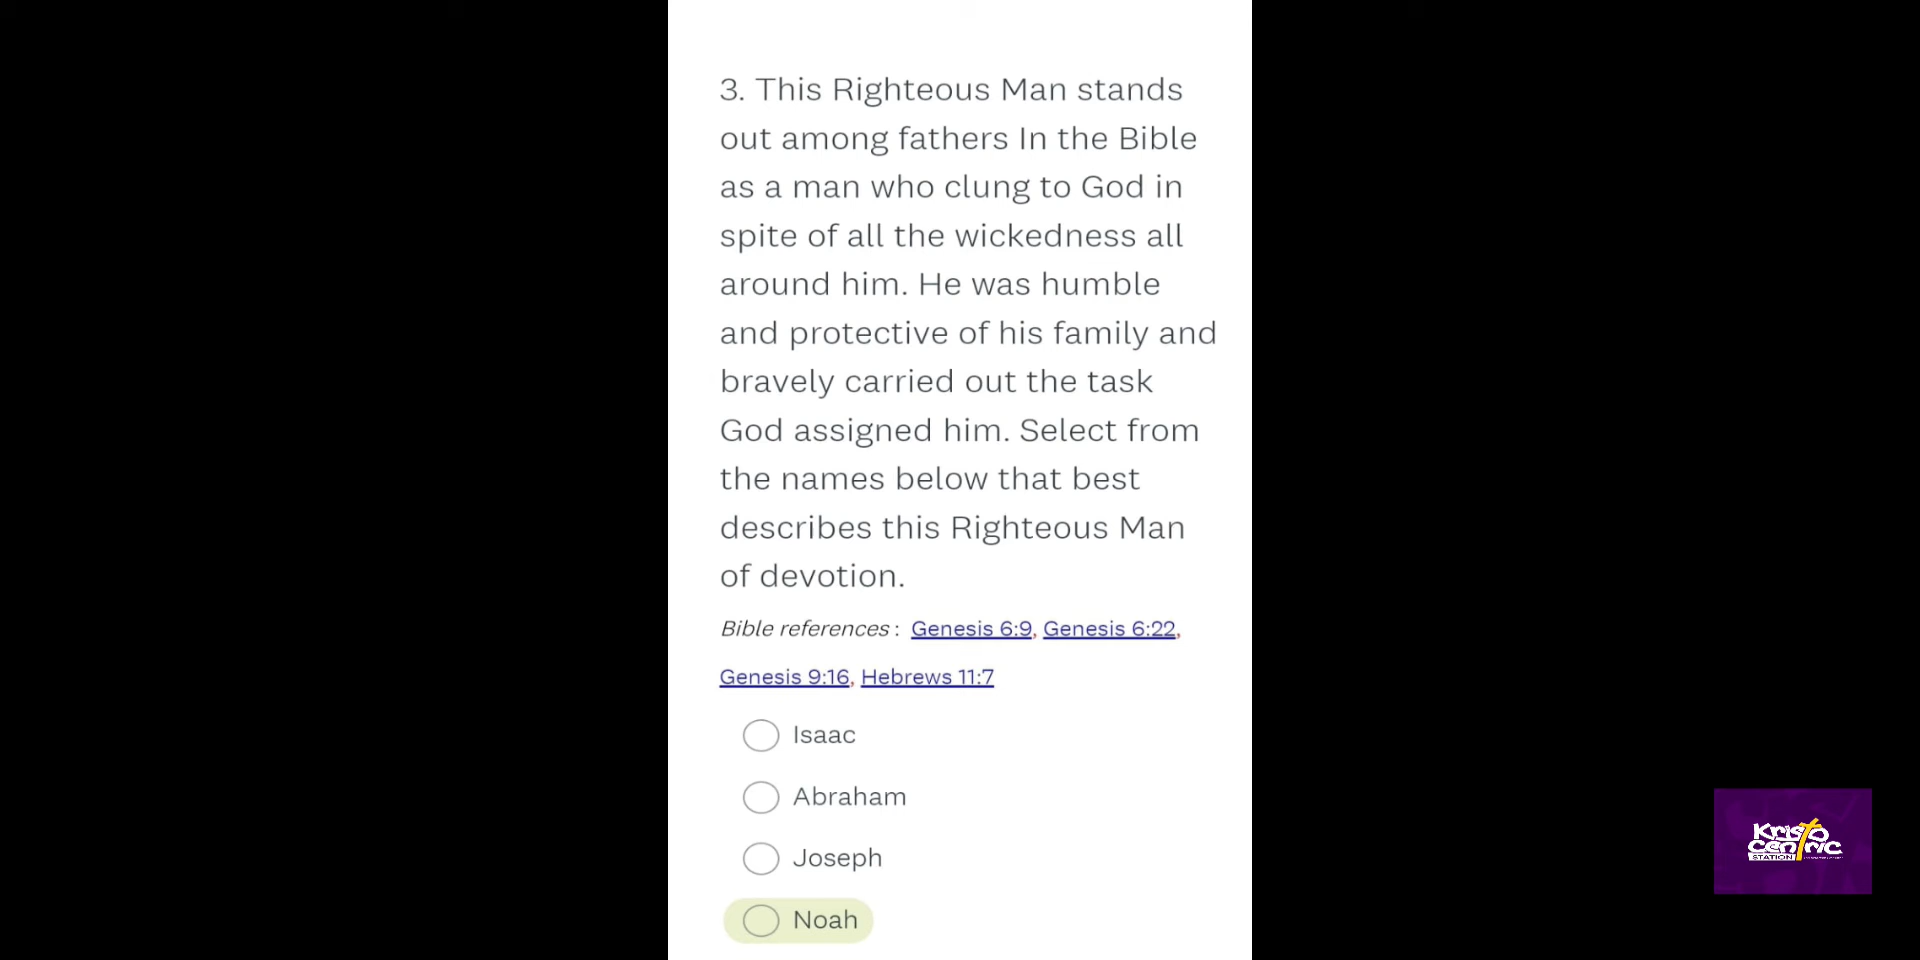 3. This Righteous Man stands
out among fathers In the Bible
as a man who clung to God in
spite of all the wickedness all
around him. He was humble
and protective of his family and
bravely carried out the task
God assigned him. Select from
the names below that best
describes this Righteous Man
of devotion.
Bible references : Genesis 6:9, Genesis 6:22,
Genesis 9:16, Hebrews 11:7
Isaac
Abraham
Joseph
Noah
Kristo
Centric
STATION